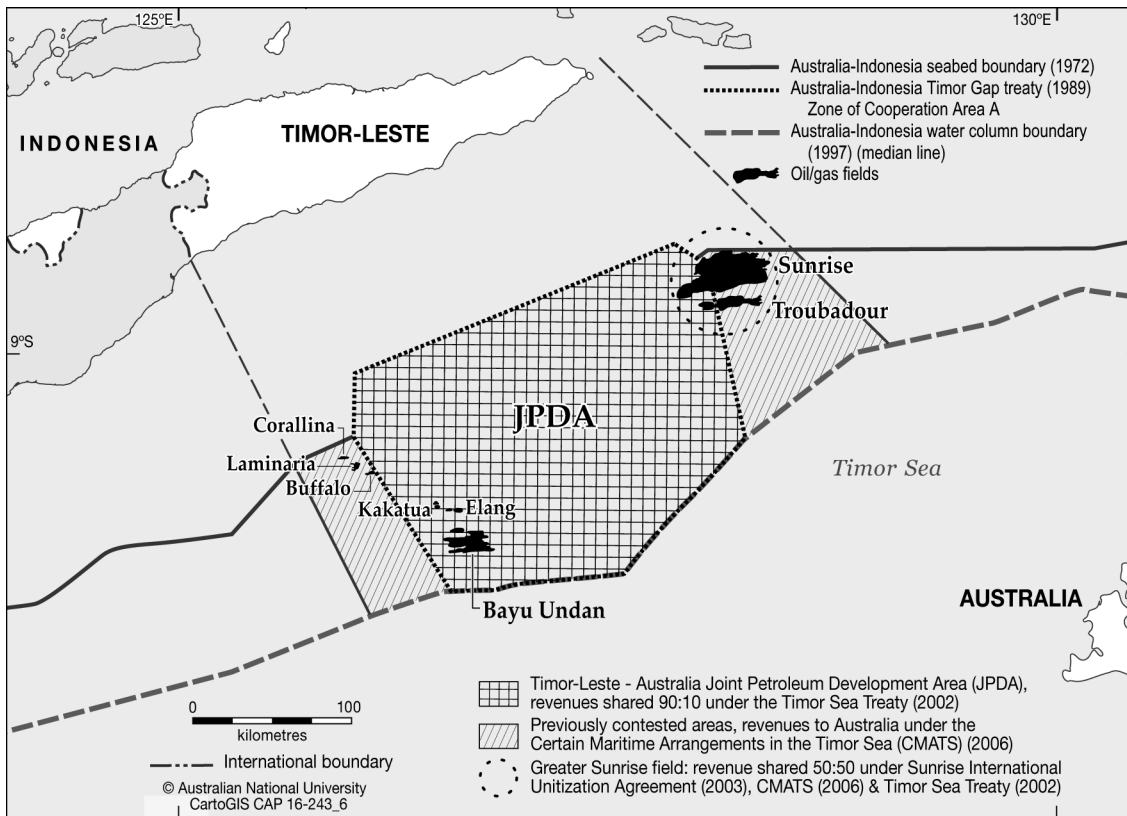 125ºE
130ºE
Australia-Indonesia seabed boundary (1972)
Australia-Indonesia Timor Gap treaty (1989)
Zone of Cooperation Area A
Australia-Indonesia water column boundary
(1997) (median line)
Oil/gas fields
INDONESIA
TIMOR-LESTE
Sunrise
Troubadour
9ºS
JPDA
Corallina
Laminaria
Buffalo
Kakatua
Elang
Timor Sea
Bayu Undan
AUSTRALIA
Timor-Leste - Australia Joint Petroleum Development Area (JPDA),
revenues shared 90:10 under the Timor Sea Treaty (2002)
Previously contested areas, revenues to Australia under the
Certain Maritime Arrangements in the Timor Sea (CMATS) (2006)
Greater Sunrise field: revenue shared 50:50 under Sunrise International
Unitization Agreement (2003), CMATS (2006) & Timor Sea Treaty (2002)
0 100
kilometres
International boundary
© Australian National University
CartoGIS CAP 16-243_6